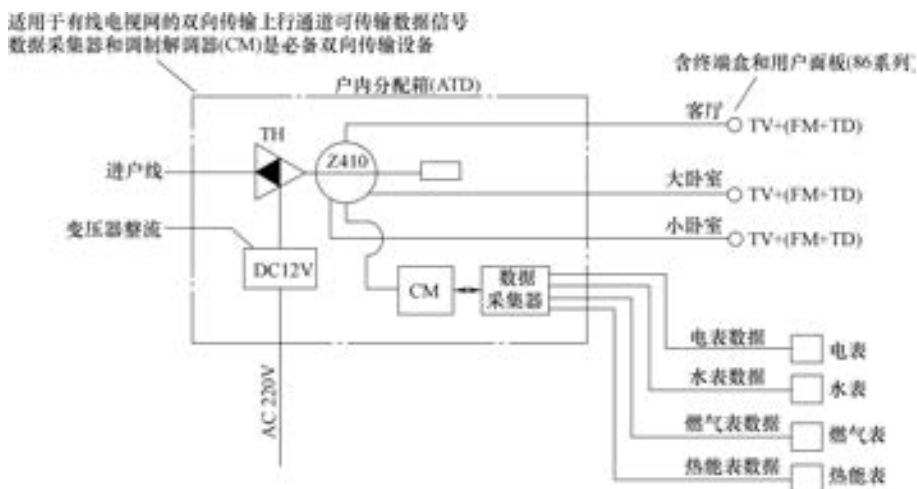 适用于有线电视网的双向传输上行通道可传输数据信号
数据采集器和调制解调器(CM)是必备双向传输设备
含终端盒和用户面板(86系列)
户内分配箱(ATD)
客厅
TV+(FM+TD)
TH
Z410
进户线
大卧室
TV+(FM+TD)
小卧室
TV+(FM+TD)
变压器整流
DC12V
CM
数据
采集器
电表数据
电表
水表数据
水表
AC 220V
燃气表数据
燃气表
热能表数据
热能表